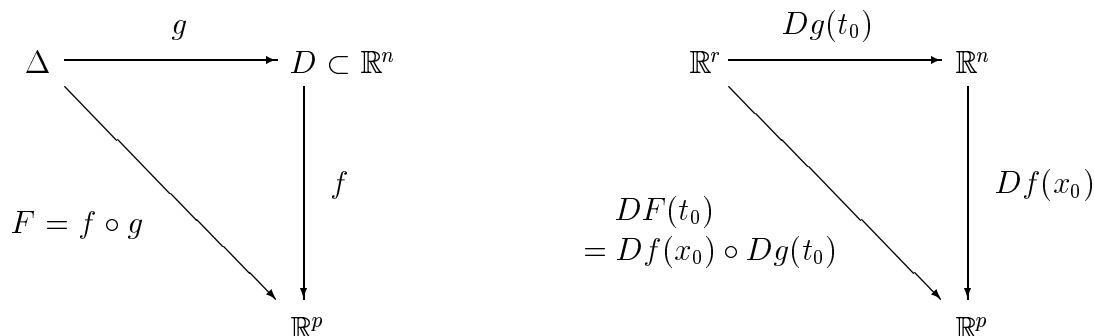 g
Δ
D ⊂ ℝⁿ
f
F = f ∘ g
ℝᵖ
Dg(t₀)
ℝʳ
ℝⁿ
Df(x₀)
DF(t₀)
= Df(x₀) ∘ Dg(t₀)
ℝᵖ